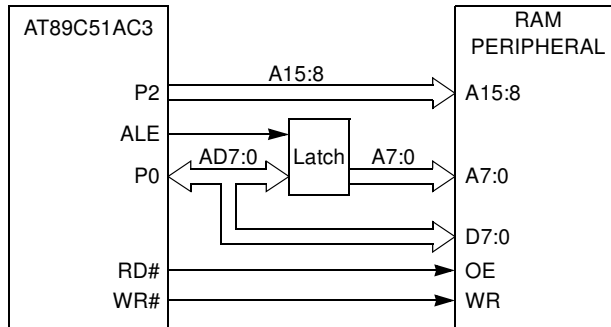 AT89C51AC3
RAM
PERIPHERAL
P2
A15:8
A15:8
ALE
Latch
P0
AD7:0
A7:0
A7:0
D7:0
RD#
OE
WR#
WR